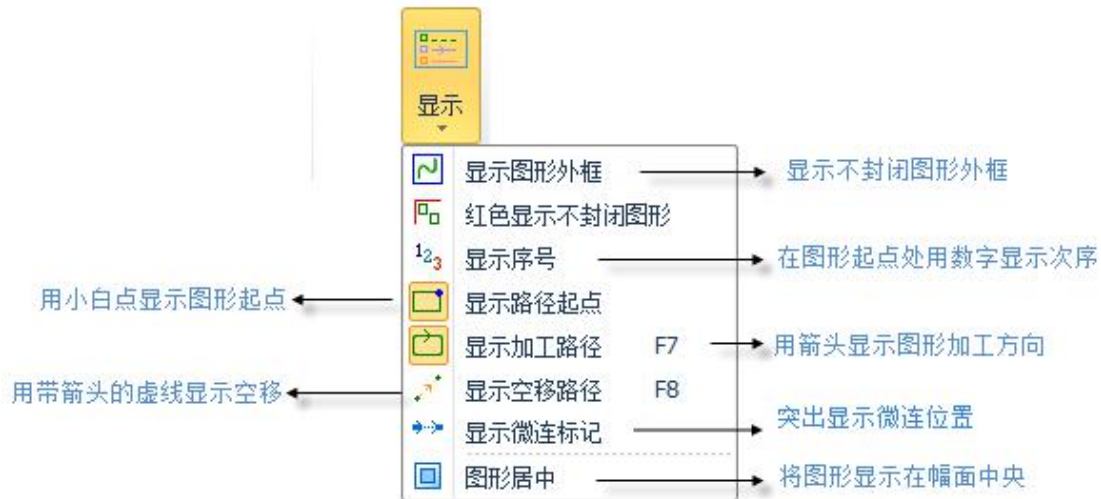 显示
显示图形外框
显示不封闭图形外框
红色显示不封闭图形
123
显示序号
在图形起点处用数字显示次序
用小白点显示图形起点
显示路径起点
显示加工路径 F7
用箭头显示图形加工方向
用带箭头的虚线显示空移
显示空移路径 F8
显示微连标记
突出显示微连位置
图形居中
将图形显示在幅面中央